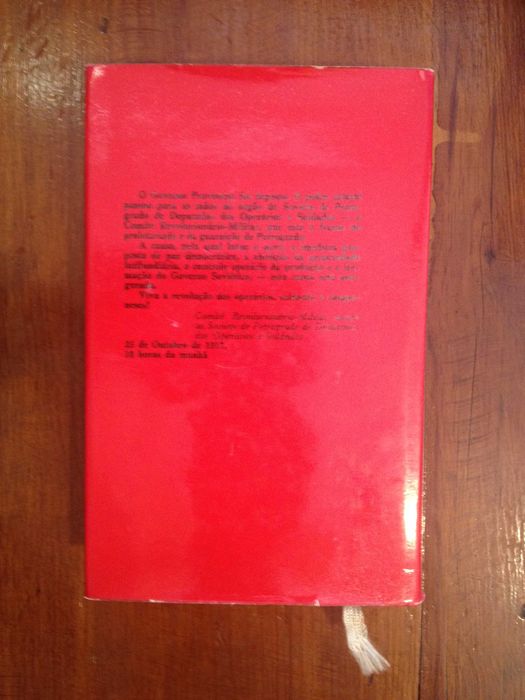 O Governo Provisório foi deposto. O poder
passou para as mãos do órgão do Soviete de Petro-
grado de Deputados dos Operários e Soldados — o
Comité Revolucionário-Militar, que está à frente do
proletariado e da guarnição de Petrogrado.
A causa, pela qual lutou o povo: a imediata pro-
posta de paz democrática, a abolição da propriedade
latifundiária, o controle operário da produção e a for-
mação do Governo Soviético, — esta causa está asse-
gurada.
Viva a revolução dos operários, soldados e campo-
neses!
Comité Revolucionário-Militar
ao Soviete de Petrogrado de Deputados
dos Operários e Soldados
25 de Outubro de 1917,
10 horas da manhã